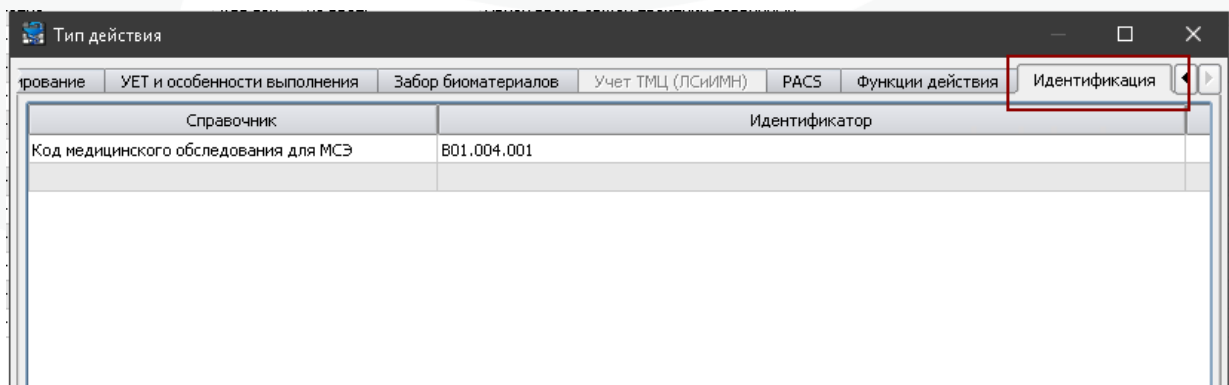 Тип действия
ирование УЕТ и особенности выполнения Забор биоматериалов Учет ТМЦ (ЛСиИМН) PACS Функции действия Идентификация
Справочник Идентификатор
Код медицинского обследования для МСЭ B01.004.001